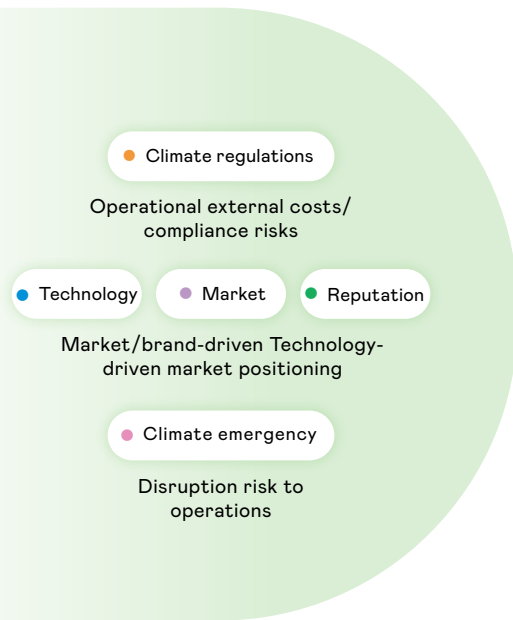 Climate regulations
Operational external costs/
compliance risks
Technology
Market
Reputation
Market/brand-driven Technology-
driven market positioning
Climate emergency
Disruption risk to
operations